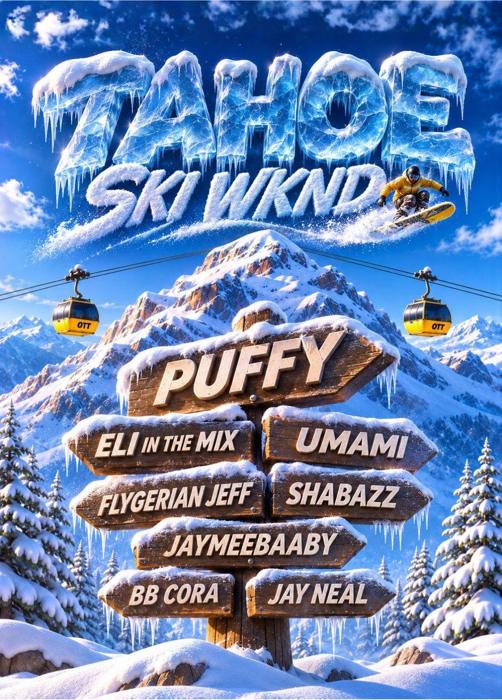 TAHOE
SKI WKND
OTT
OTT
PUFFY
ELI IN THE MIX
UMAMI
FLYGERIAN JEFF
SHABAZZ
JAYMEEBAABY
BB CORA
JAY NEAL